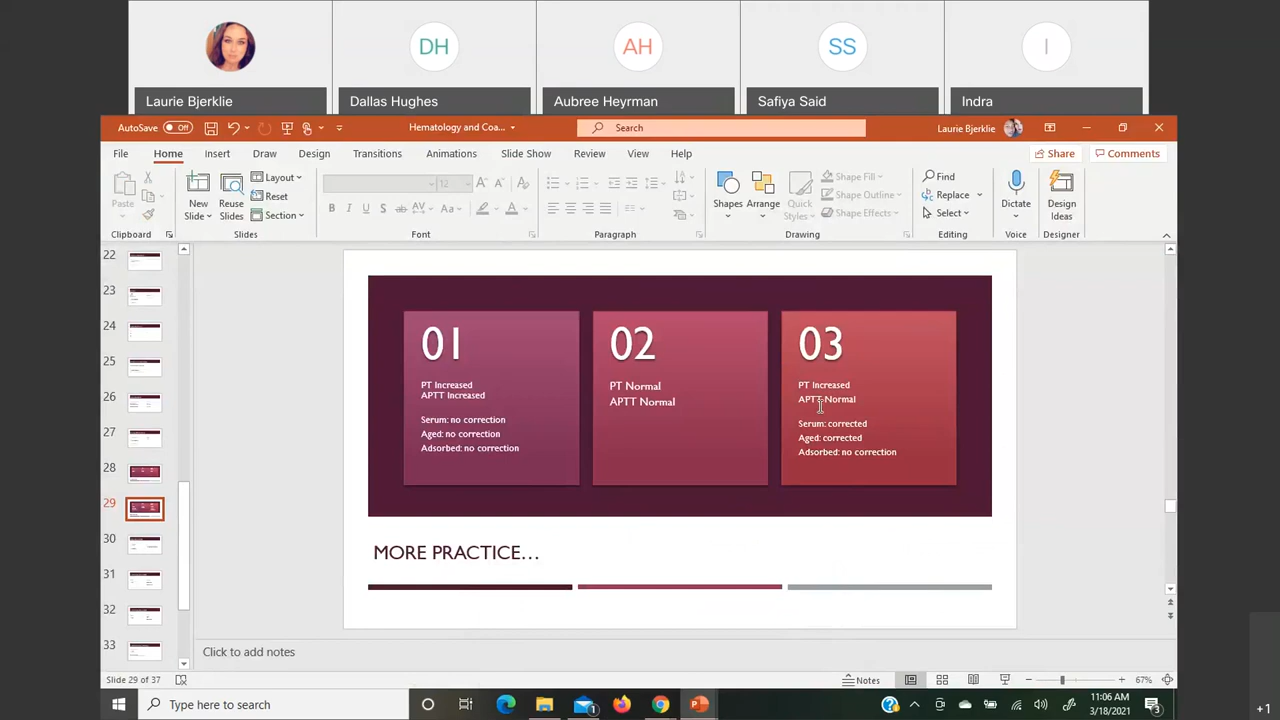 DH
AH
SS
I
Laurie Bjerklie
Dallas Hughes
Aubree Heyrman
Safiya Said
Indra
AutoSave Off
Hematology and Coa...
Search
Laurie Bjerklie
File
Home
Insert
Draw
Design
Transitions
Animations
Slide Show
Review
View
Help
Share
Comments
Paste
Clipboard
New
Slide
Reuse
Slides
Layout
Reset
Section
Slides
12
B I U S ab AV Aa A
Font
Paragraph
Shapes
Arrange
Quick
Styles
Shape Fill
Shape Outline
Shape Effects
Drawing
Find
Replace
Select
Editing
Dictate
Voice
Design
Ideas
Designer
22
23
24
25
26
27
28
29
30
31
32
33
01
PT Increased
APTT Increased
Serum: no correction
Aged: no correction
Adsorbed: no correction
02
PT Normal
APTT Normal
03
PT Increased
APTT Normal
Serum: corrected
Aged: corrected
Adsorbed: no correction
MORE PRACTICE...
Click to add notes
Slide 29 of 37
Notes
67%
Type here to search
11:06 AM
3/18/2021
3
+1